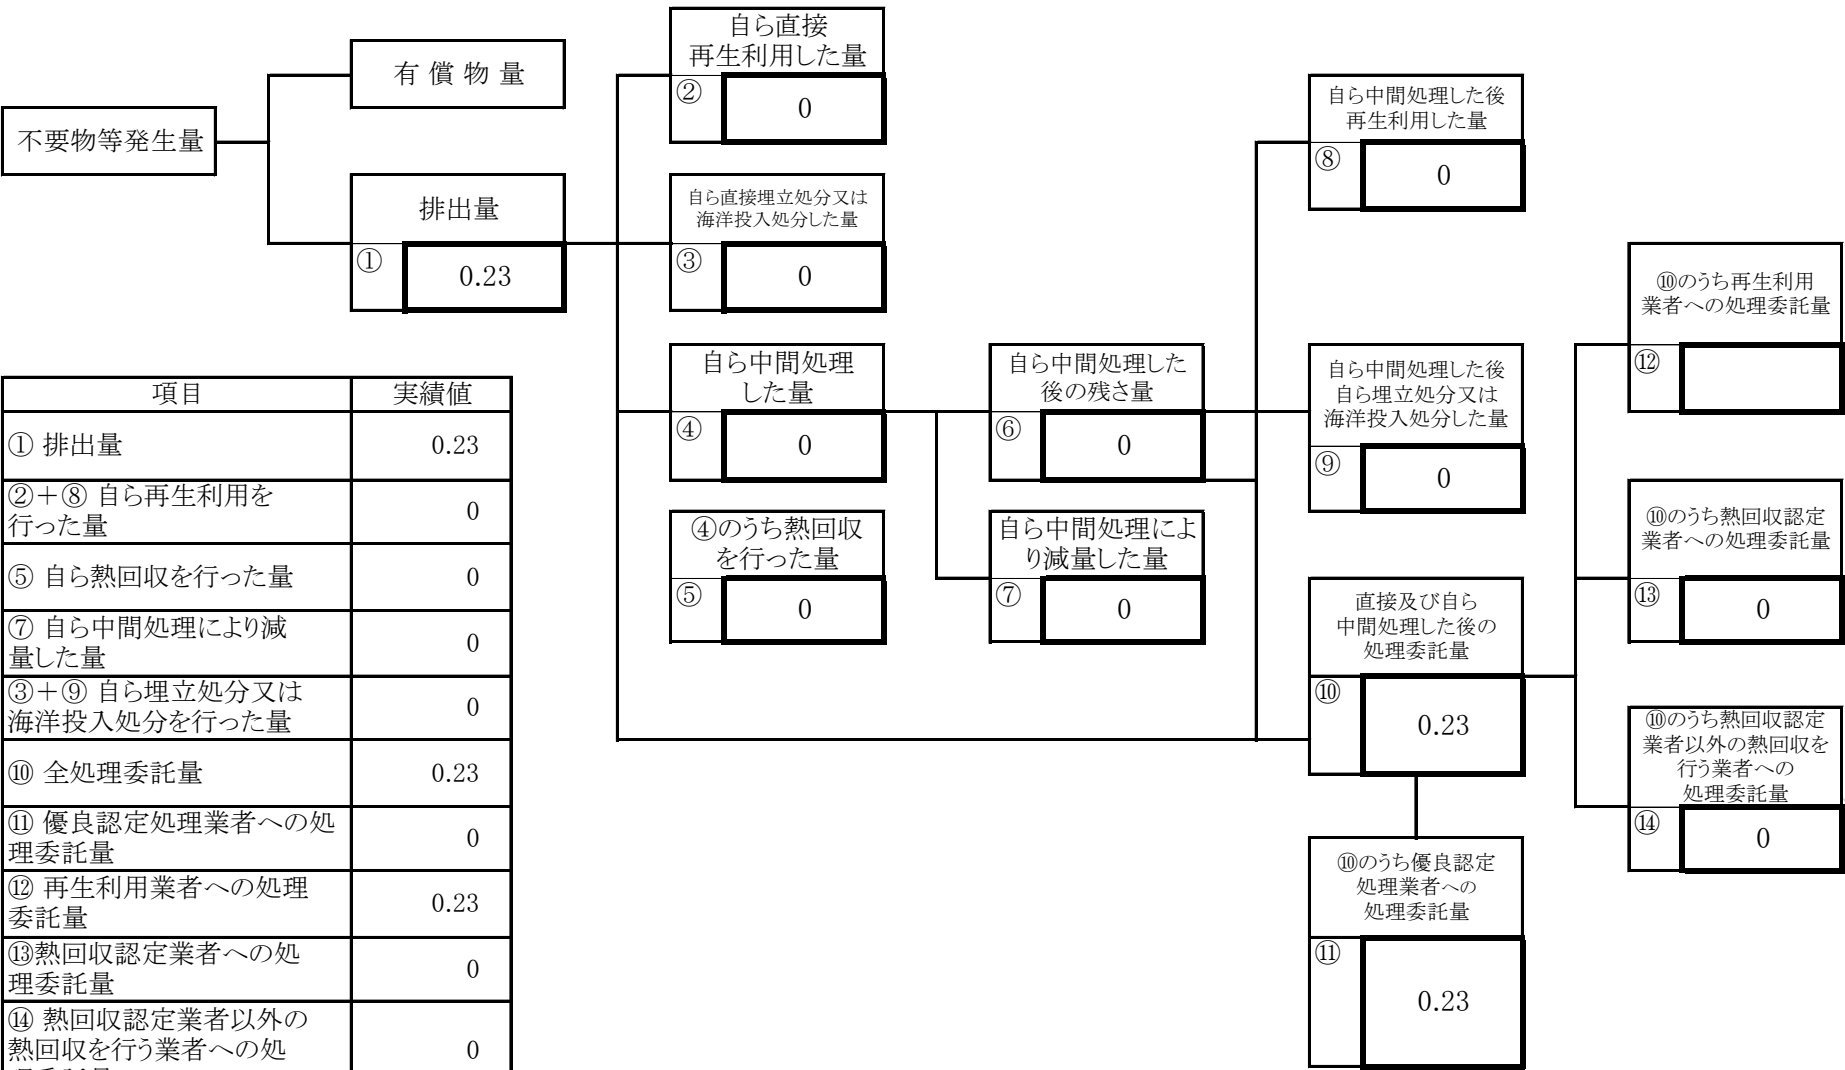 自ら直接
再生利用した量
②
0
有 償 物 量
不要物等発生量
自ら中間処理した後
再生利用した量
⑧
0
排出量
①
0.23
自ら直接埋立処分又は
海洋投入処分した量
③
0
⑩のうち再生利用
業者への処理委託量
⑫
自ら中間処理
した量
④
0
自ら中間処理した
後の残さ量
⑥
0
自ら中間処理した後
自ら埋立処分又は
海洋投入処分した量
⑨
0
④のうち熱回収
を行った量
⑤
0
自ら中間処理によ
り減量した量
⑦
0
⑩のうち熱回収認定
業者への処理委託量
⑬
0
直接及び自ら
中間処理した後の
処理委託量
⑩
0.23
⑩のうち熱回収認定
業者以外の熱回収を
行う業者への
処理委託量
⑭
0
⑩のうち優良認定
処理業者への
処理委託量
⑪
0.23
項目 実績値
① 排出量 0.23
②+⑧ 自ら再生利用を
行った量 0
⑤ 自ら熱回収を行った量 0
⑦ 自ら中間処理により減
量した量 0
③+⑨ 自ら埋立処分又は
海洋投入処分を行った量 0
⑩ 全処理委託量 0.23
⑪ 優良認定処理業者への処
理委託量 0
⑫ 再生利用業者への処理
委託量 0.23
⑬熱回収認定業者への処
理委託量 0
⑭ 熱回収認定業者以外の
熱回収を行う業者への処 0